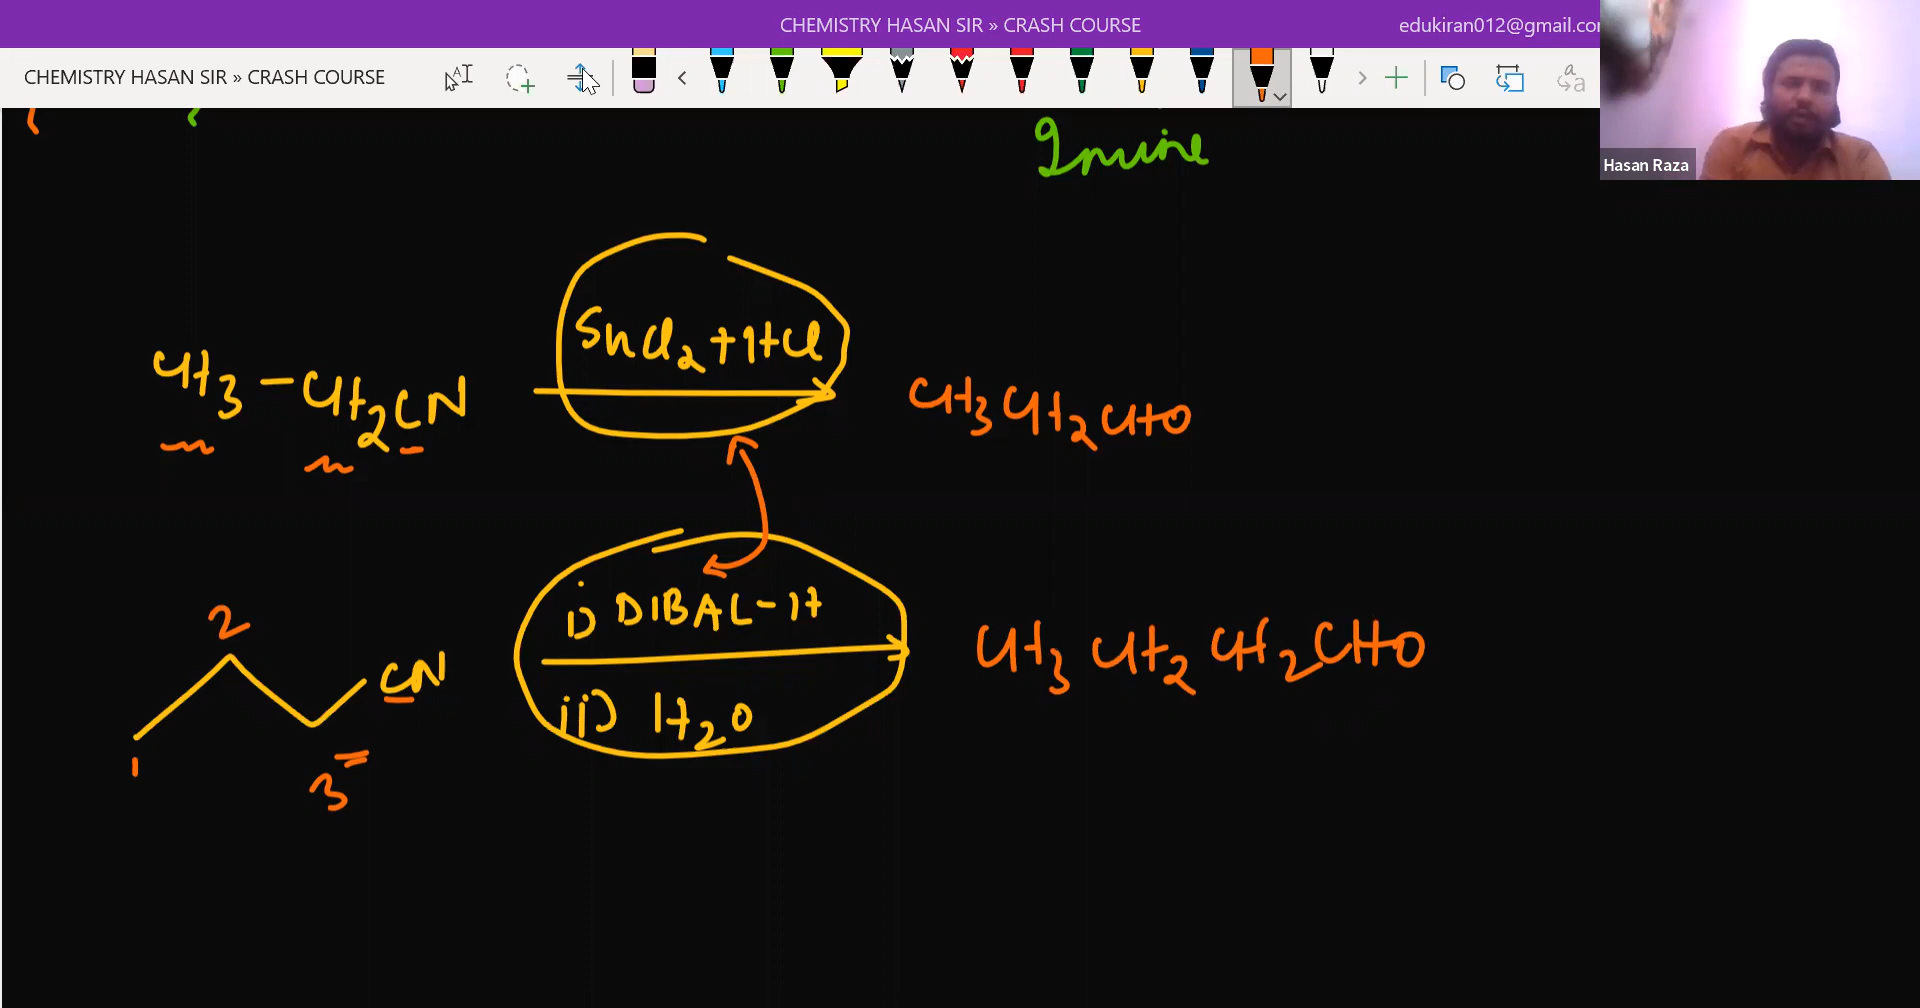 CHEMISTRY HASAN SIR » CRASH COURSE
edukiran012@gmail.co
CHEMISTRY HASAN SIR » CRASH COURSE
Hasan Raza
Imine
SnCl2+HCl
CH3-CH2CN
CH3CH2CHO
i) DIBAL-H
2
CN
CH3 CH2 CH2CHO
ii) H2O
1
3